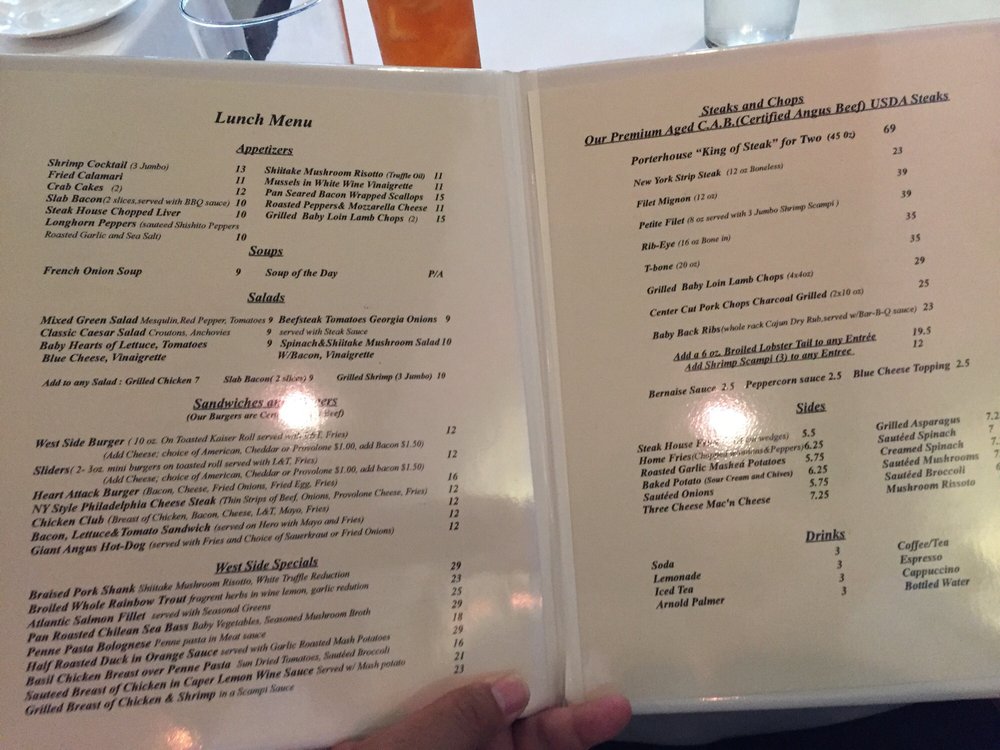 Lunch Menu
Appetizers
Shrimp Cocktail (3 Jumbo) 13
Fried Calamari 11
Crab Cakes (2) 12
Slab Bacon(2 slices,served with BBQ sauce) 10
Steak House Chopped Liver 10
Longhorn Peppers (sauteed Shishito Peppers
Roasted Garlic and Sea Salt) 10
Shiitake Mushroom Risotto (Truffle Oil) 11
Mussels in White Wine Vinaigrette 11
Pan Seared Bacon Wrapped Scallops 15
Roasted Peppers& Mozzarella Cheese 11
Grilled Baby Loin Lamb Chops (2) 15
Soups
French Onion Soup 9 Soup of the Day P/A
Salads
Mixed Green Salad Mesqulin,Red Pepper, Tomatoes 9
Classic Caesar Salad Croutons, Anchovies 9
Baby Hearts of Lettuce, Tomatoes 9
Blue Cheese, Vinaigrette
Beefsteak Tomatoes Georgia Onions 9
served with Steak Sauce
Spinach&Shiitake Mushroom Salad 10
W/Bacon, Vinaigrette
Add to any Salad : Grilled Chicken 7 Slab Bacon( 2 slices) 9 Grilled Shrimp (3 Jumbo) 10
Sandwiches
(Our Burgers are Beef)
West Side Burger ( 10 oz. On Toasted Kaiser Roll served L&T, Fries) 12
(Add Cheese; choice of American, Cheddar or Provolone $1.00, add Bacon $1.50)
Sliders( 2- 3oz. mini burgers on toasted roll served with L&T, Fries) 12
(Add Cheese; choice of American, Cheddar or Provolone $1.00, add bacon $1.50)
Heart Attack Burger (Bacon, Cheese, Fried Onions, Fried Egg, Fries) 16
NY Style Philadelphia Cheese Steak (Thin Strips of Beef, Onions, Provolone Cheese, Fries) 12
Chicken Club (Breast of Chicken, Bacon, Cheese, L&T, Mayo, Fries) 12
Bacon, Lettuce&Tomato Sandwich (served on Hero with Mayo and Fries) 12
Giant Angus Hot-Dog (served with Fries and Choice of Sauerkraut or Fried Onions) 12
West Side Specials
Braised Pork Shank Shiitake Mushroom Risotto, White Truffle Reduction 29
Broiled Whole Rainbow Trout frogrent herbs in wine lemon, garlic redution 23
Atlantic Salmon Fillet served with Seasonal Greens 25
Pan Roasted Chilean Sea Bass Baby Vegetables, Seasoned Mushroom Broth 29
Penne Pasta Bolognese Penne pasta in Meat sauce 18
Half Roasted Duck in Orange Sauce served with Garlic Roasted Mash Potatoes 29
Basil Chicken Breast over Penne Pasta Sun Dried Tomatoes, Sautéed Broccoli 16
Sauteed Breast of Chicken in Caper Lemon Wine Sauce Served w/ Mash potato 21
Grilled Breast of Chicken & Shrimp in a Scampi Sauce 23
Steaks and Chops
Our Premium Aged C.A.B.(Certified Angus Beef) USDA Steaks
Porterhouse "King of Steak" for Two (45 0z) 69
New York Strip Steak (12 oz Boneless) 23
Filet Mignon (12 oz) 39
Petite Filet (8 oz served with 3 Jumbo Shrimp Scampi ) 39
Rib-Eye (16 oz Bone in) 35
T-bone (20 oz) 35
Grilled Baby Loin Lamb Chops (4x4oz) 29
Center Cut Pork Chops Charcoal Grilled (2x10 oz) 25
Baby Back Ribs(whole rack Cajun Dry Rub,served w/Bar-B-Q sauce) 23
Add a 6 oz. Broiled Lobster Tail to any Entrée 19.5
Add Shrimp Scampi (3) to any Entree 12
Bernaise Sauce 2.5 Peppercorn sauce 2.5 Blue Cheese Topping 2.5
Sides
Steak House wedges) 5.5
Home Fries(Chopped &Peppers) 6.25
Roasted Garlic Mashed Potatoes 5.75
Baked Potato (Sour Cream and Chives) 6.25
Sautéed Onions 5.75
Three Cheese Mac'n Cheese 7.25
Grilled Asparagus
Sautéed Spinach
Creamed Spinach
Sautéed Mushrooms
Sautéed Broccoli
Mushroom Rissoto
Drinks
Soda 3
Lemonade 3
Iced Tea 3
Arnold Palmer 3
Coffee/Tea
Espresso
Cappuccino
Bottled Water